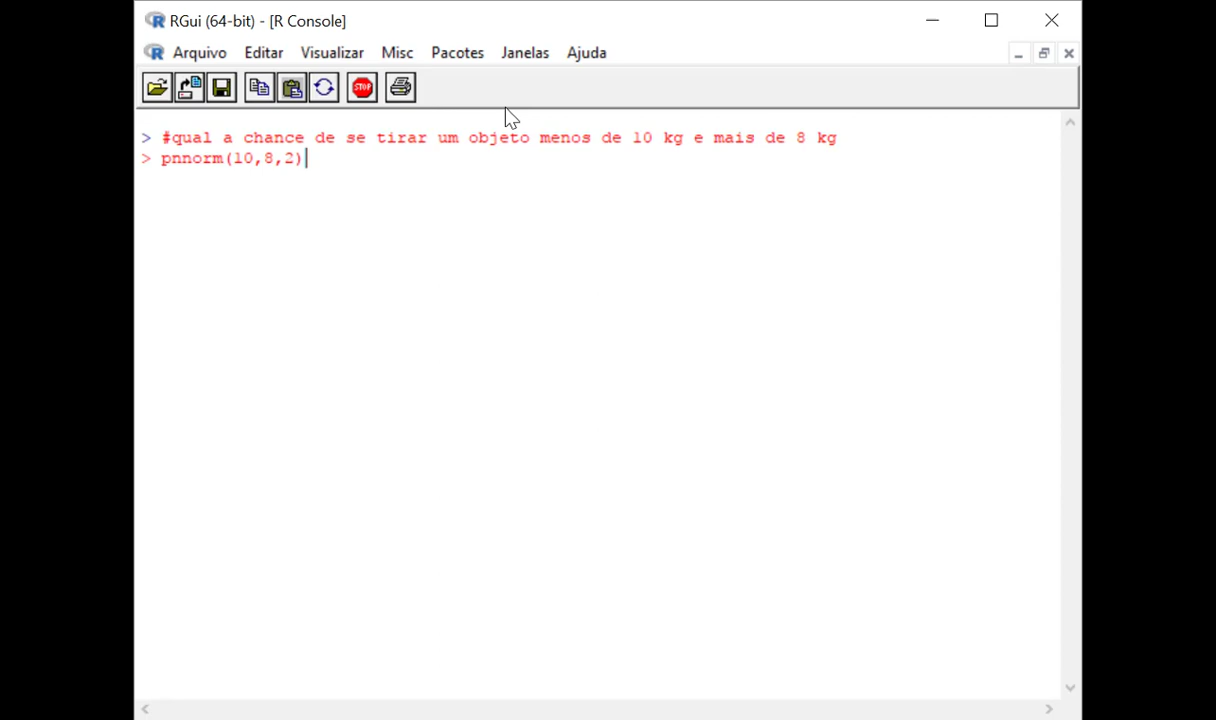 RGui (64-bit) - [R Console]
Arquivo Editar Visualizar Misc Pacotes Janelas Ajuda
STOP
> #qual a chance de se tirar um objeto menos de 10 kg e mais de 8 kg
> pnnorm(10,8,2)